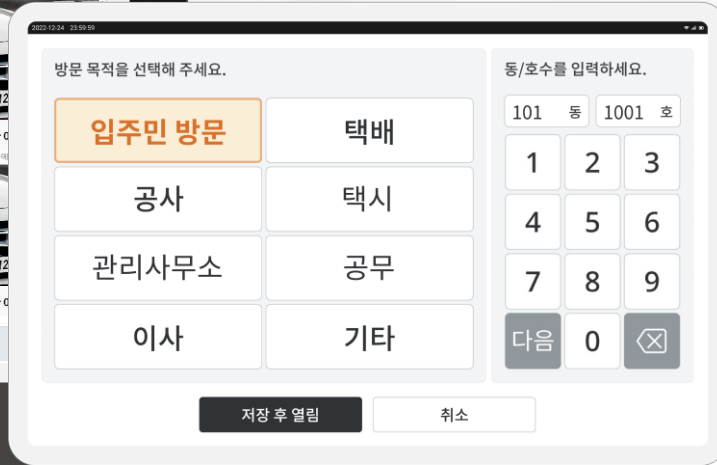 2022-12-24 23:59:59
방문 목적을 선택해 주세요.
입주민 방문
택배
공사
택시
관리사무소
공무
이사
기타
동/호수를 입력하세요.
101 동 1001 호
1 2 3
4 5 6
7 8 9
다음 0
저장 후 열림
취소